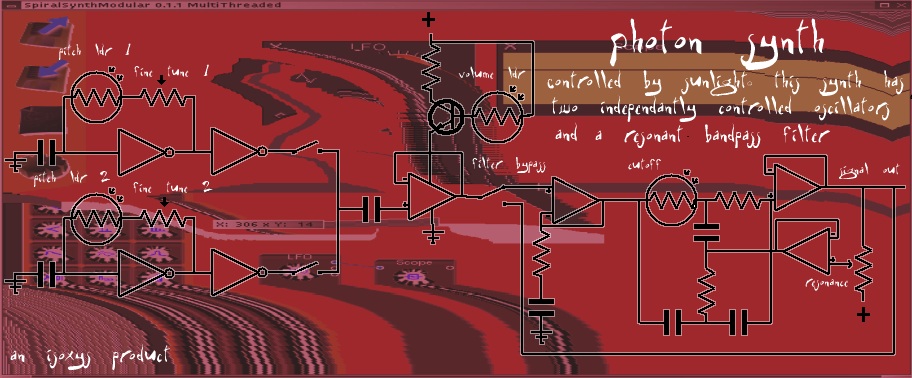 SpiralSynthModular 0.1.1 MultiThreaded
photon synth
controlled by sunlight this synth has
two independantly controlled oscillators
and a resonant bandpass filter
pitch ldr 1
fine tune 1
LFO
volume ldr
pitch ldr 2
fine tune 2
filter bypass
cutoff
signal out
X: 306 x Y: 14
LFO
Scope
resonance
an isoxys product